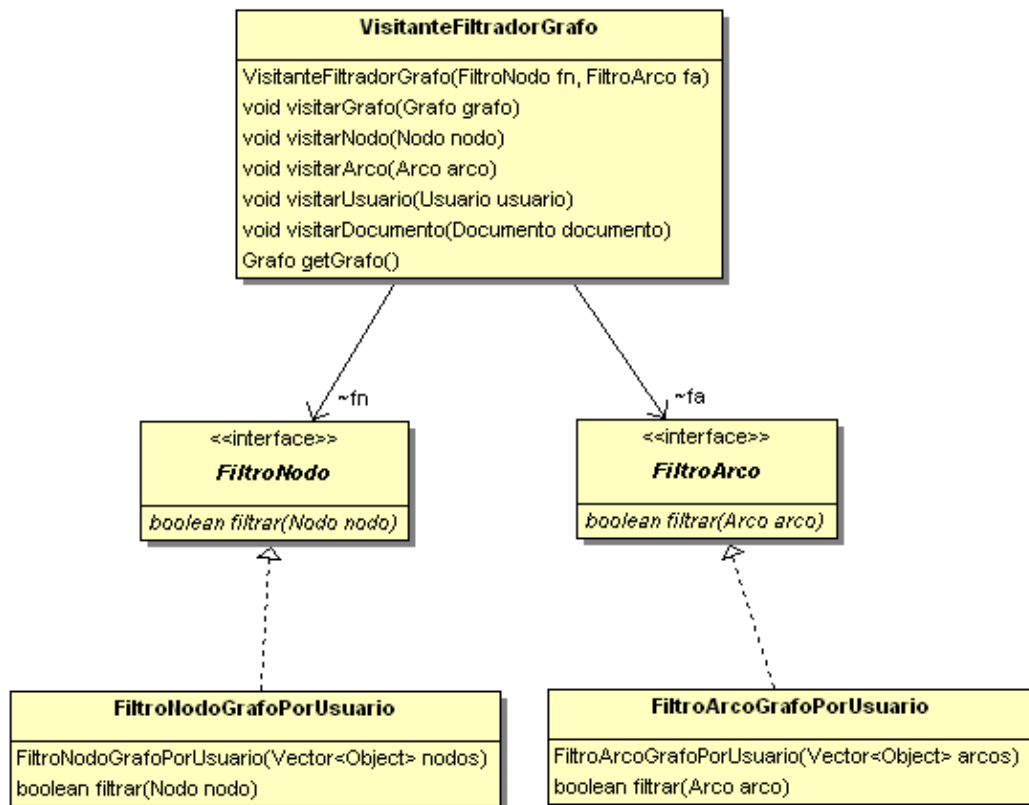 VisitanteFiltradorGrafo
VisitanteFiltradorGrafo(FiltroNodo fn, FiltroArco fa)
void visitarGrafo(Grafo grafo)
void visitarNodo(Nodo nodo)
void visitarArco(Arco arco)
void visitarUsuario(Usuario usuario)
void visitarDocumento(Documento documento)
Grafo getGrafo()
~fn
~fa
<<interface>>
FiltroNodo
boolean filtrar(Nodo nodo)
<<interface>>
FiltroArco
boolean filtrar(Arco arco)
FiltroNodoGrafoPorUsuario
FiltroNodoGrafoPorUsuario(Vector<Object> nodos)
boolean filtrar(Nodo nodo)
FiltroArcoGrafoPorUsuario
FiltroArcoGrafoPorUsuario(Vector<Object> arcos)
boolean filtrar(Arco arco)